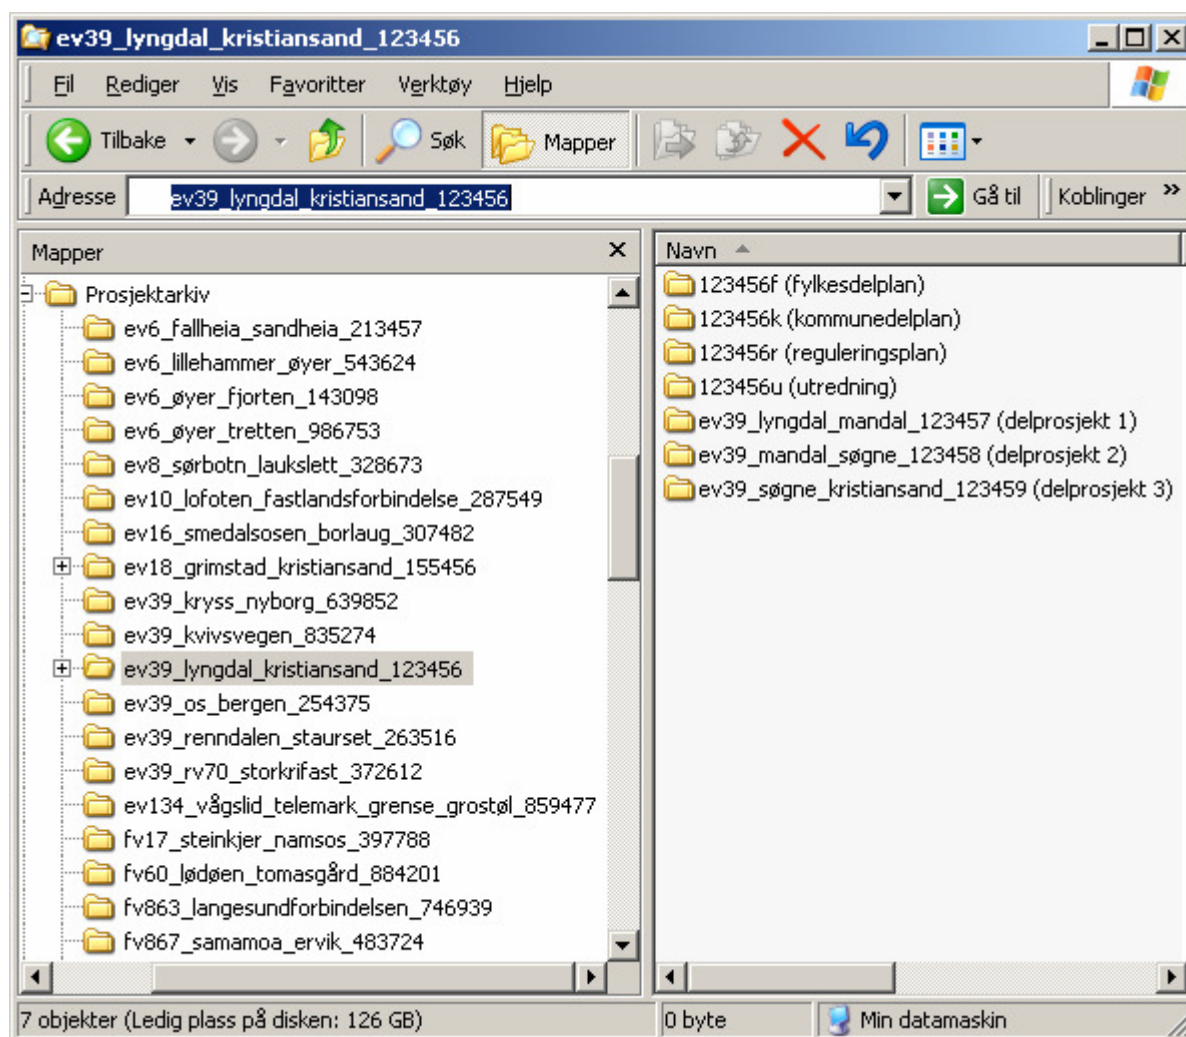 ev39_lyngdal_kristiansand_123456
Fil Rediger Vis Favoritter Verktøy Hjelp
Tilbake Søk Mapper
Adresse ev39_lyngdal_kristiansand_123456 Gå til Koblinger »
Mapper
Prosjektarkiv
ev6_fallheia_sandheia_213457
ev6_lillehammer_øyer_543624
ev6_øyer_fjorten_143098
ev6_øyer_tretten_986753
ev8_sørbotn_laukslett_328673
ev10_lofoten_fastlandsforbindelse_287549
ev16_smedalsosen_borlaug_307482
ev18_grimstad_kristiansand_155456
ev39_kryss_nyborg_639852
ev39_kvivsvegen_835274
ev39_lyngdal_kristiansand_123456
ev39_os_bergen_254375
ev39_renndalen_staurset_263516
ev39_rv70_storkrifast_372612
ev134_vågslid_telemark_grense_grostøl_859477
fv17_steinkjer_namsos_397788
fv60_lødøen_tomasgård_884201
fv863_langesundforbindelsen_746939
fv867_samamoa_ervik_483724
Navn
123456f (fylkesdelplan)
123456k (kommunedelplan)
123456r (reguleringsplan)
123456u (utredning)
ev39_lyngdal_mandal_123457 (delprosjekt 1)
ev39_mandal_søgne_123458 (delprosjekt 2)
ev39_søgne_kristiansand_123459 (delprosjekt 3)
7 objekter (Ledig plass på disken: 126 GB) 0 byte Min datamaskin